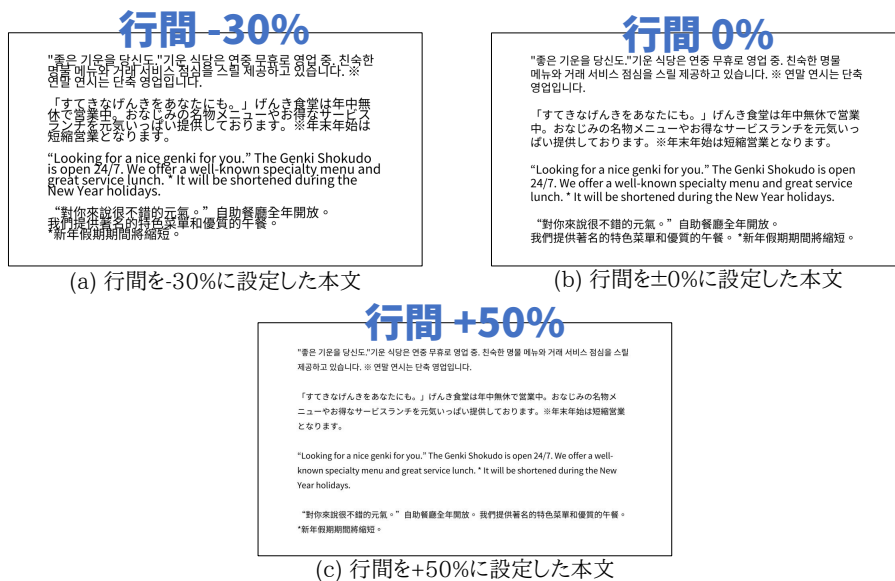 行間 -30%
"좋은 기운을 당신도."기운 식당은 연중 무휴로 영업 중. 친숙한
명물 메뉴와 거래 서비스 점심을 스릴 제공하고 있습니다. ※
연말 연시는 단축 영업입니다.
「すてきなげんきをあなたにも。」げんき食堂は年中無
休で営業中。おなじみの名物メニューやお得なサービス
ランチを元気いっぱい提供しております。※年末年始は
短縮営業となります。
“Looking for a nice genki for you.” The Genki Shokudo
is open 24/7. We offer a well-known specialty menu and
great service lunch. * It will be shortened during the
New Year holidays.
“對你來說很不錯的元氣。”自助餐廳全年開放。
我們提供著名的特色菜單和優質的午餐。
*新年假期期間將縮短。
(a) 行間を-30%に設定した本文
行間 0%
"좋은 기운을 당신도."기운 식당은 연중 무휴로 영업 중. 친숙한 명물
메뉴와 거래 서비스 점심을 스릴 제공하고 있습니다. ※ 연말 연시는 단축
영업입니다.
「すてきなげんきをあなたにも。」げんき食堂は年中無休で営業
中。おなじみの名物メニューやお得なサービスランチを元気いっ
ぱい提供しております。※年末年始は短縮営業となります。
“Looking for a nice genki for you.” The Genki Shokudo is open
24/7. We offer a well-known specialty menu and great service
lunch. * It will be shortened during the New Year holidays.
“對你來說很不錯的元氣。”自助餐廳全年開放。
我們提供著名的特色菜單和優質的午餐。 *新年假期期間將縮短。
(b) 行間を±0%に設定した本文
行間 +50%
"좋은 기운을 당신도."기운 식당은 연중 무휴로 영업 중. 친숙한 명물 메뉴와 거래 서비스 점심을 스릴
제공하고 있습니다. ※ 연말 연시는 단축 영업입니다.
「すてきなげんきをあなたにも。」げんき食堂は年中無休で営業中。おなじみの名物メ
ニューやお得なサービスランチを元気いっぱい提供しております。※年末年始は短縮営業
となります。
“Looking for a nice genki for you.” The Genki Shokudo is open 24/7. We offer a well-
known specialty menu and great service lunch. * It will be shortened during the New
Year holidays.
“對你來說很不錯的元氣。”自助餐廳全年開放。 我們提供著名的特色菜單和優質的午餐。
*新年假期期間將縮短。
(c) 行間を+50%に設定した本文